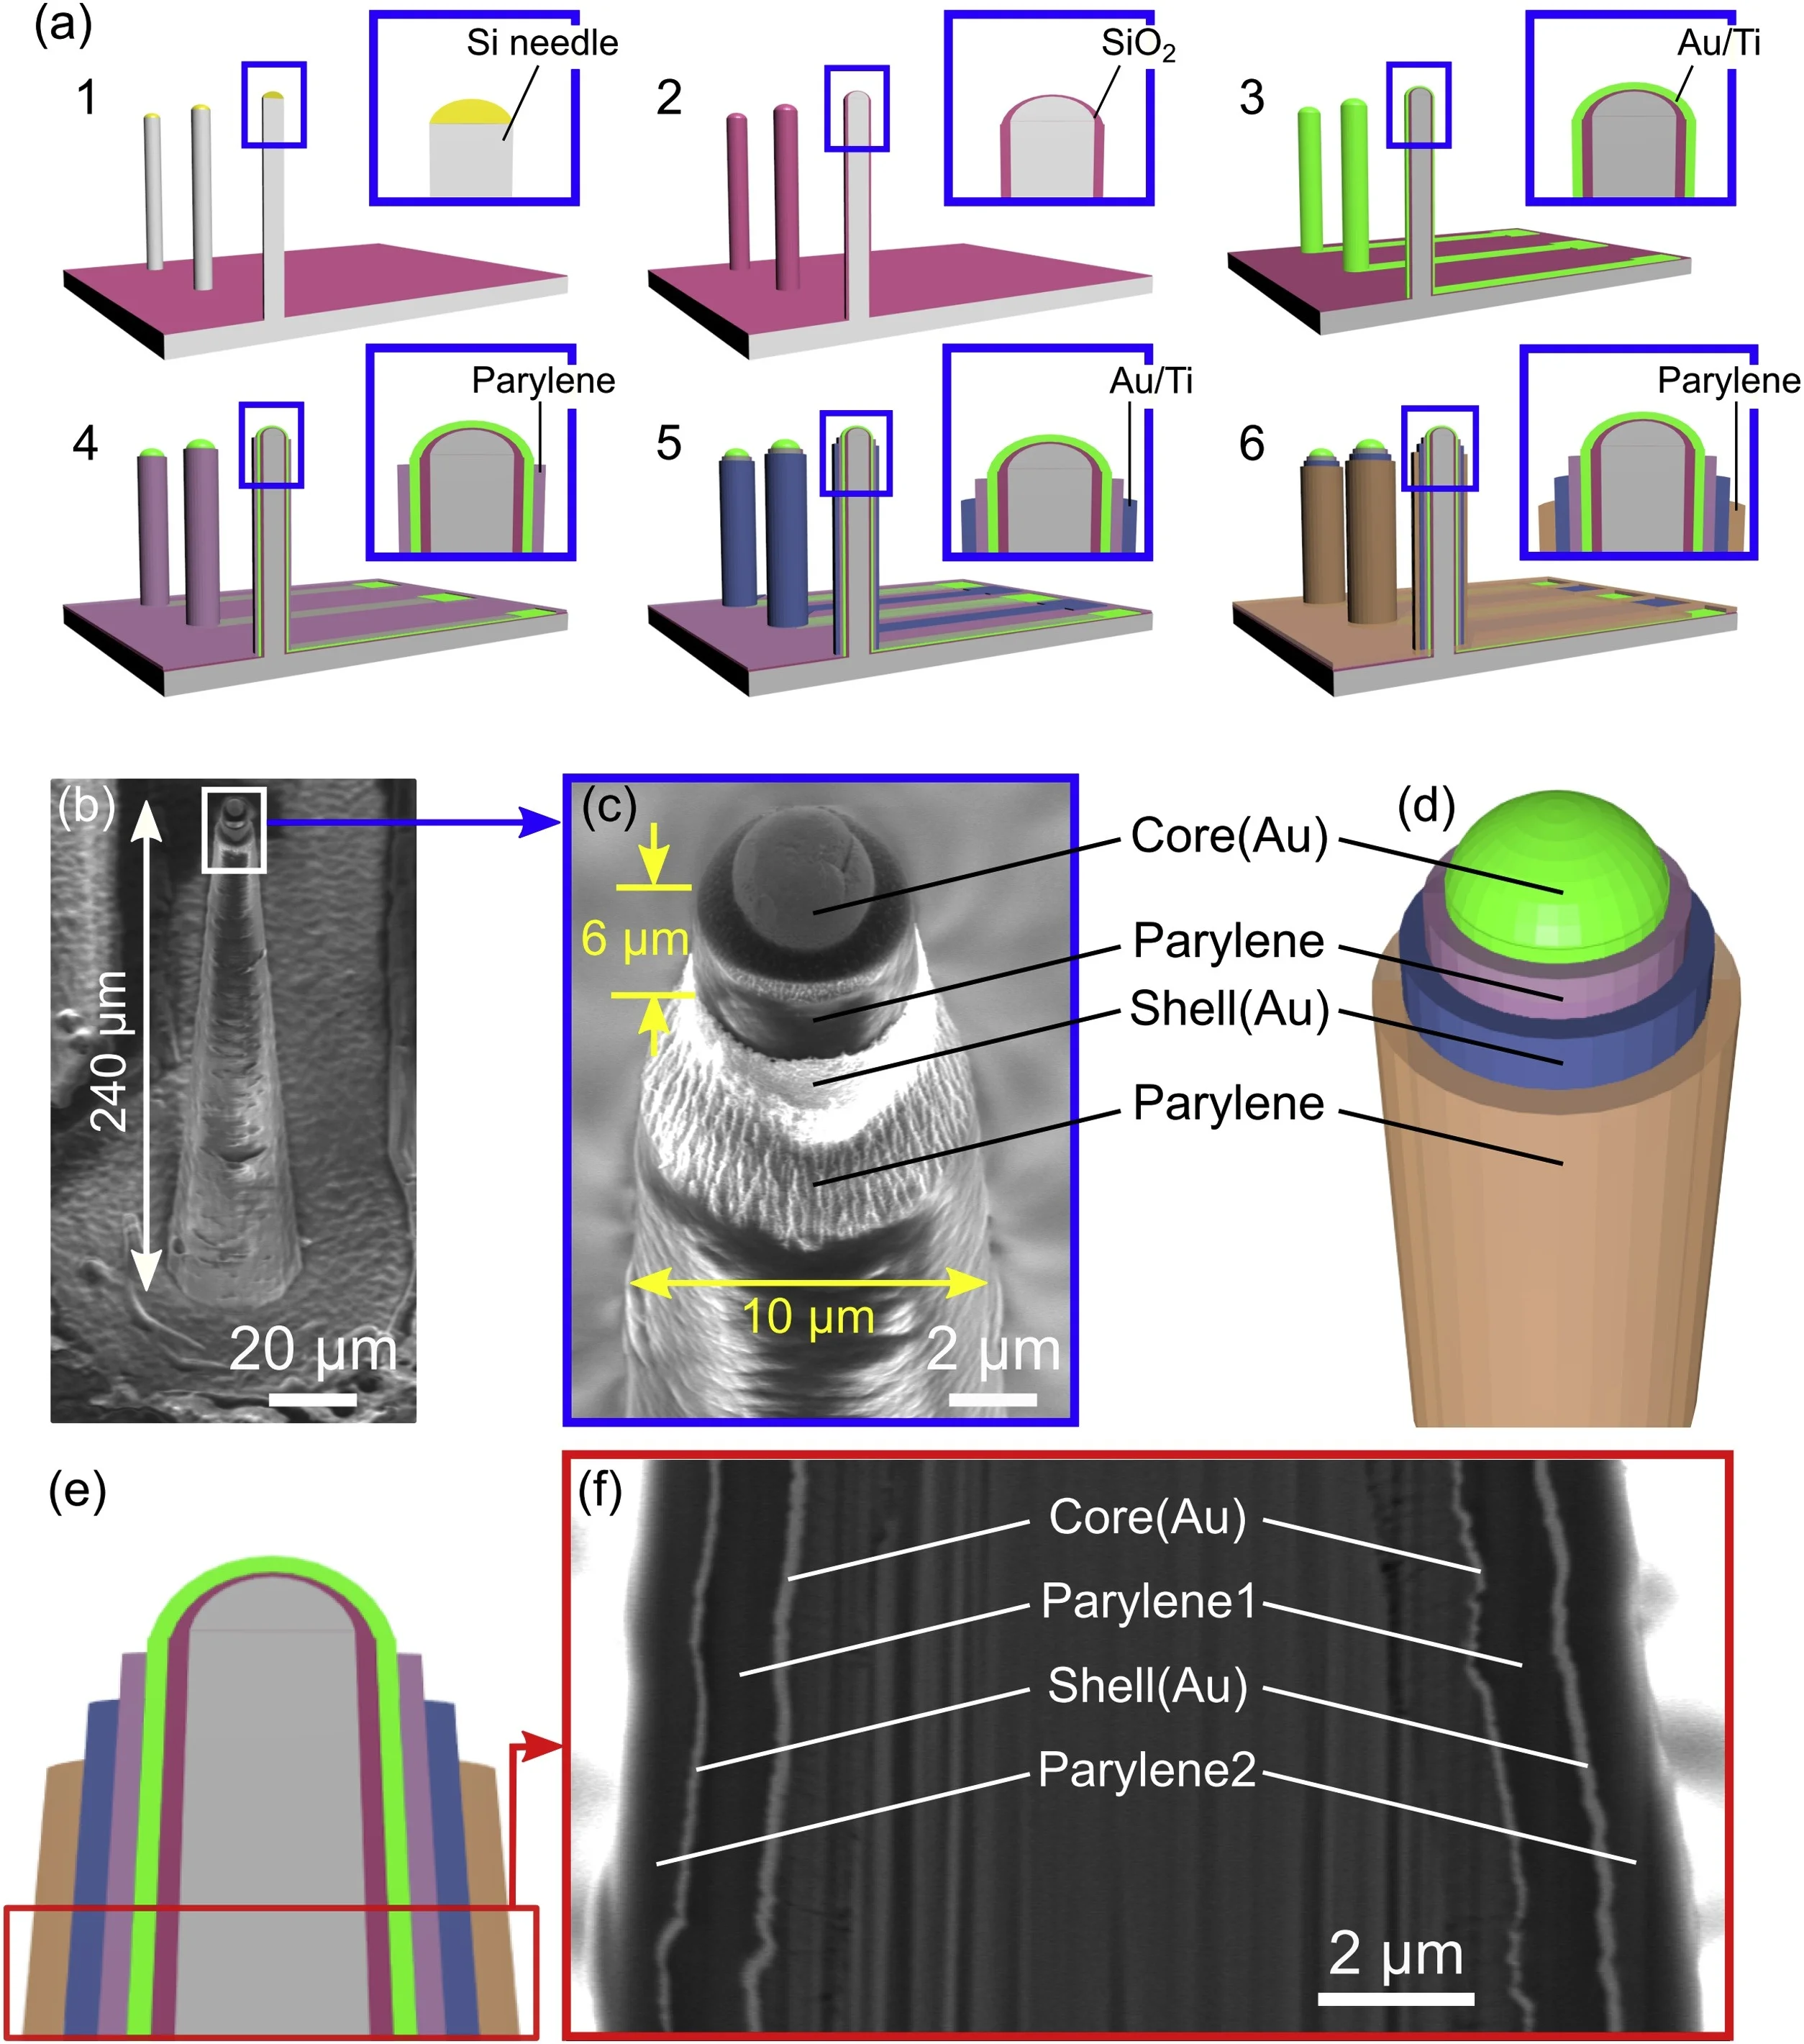 (a)
1
Si needle
2
SiO2
3
Au/Ti
4
Parylene
5
Au/Ti
6
Parylene
(b)
240 µm
20 µm
(c)
6 µm
10 µm
2 µm
Core(Au)
Parylene
Shell(Au)
Parylene
(d)
(e)
(f)
Core(Au)
Parylene1
Shell(Au)
Parylene2
2 µm